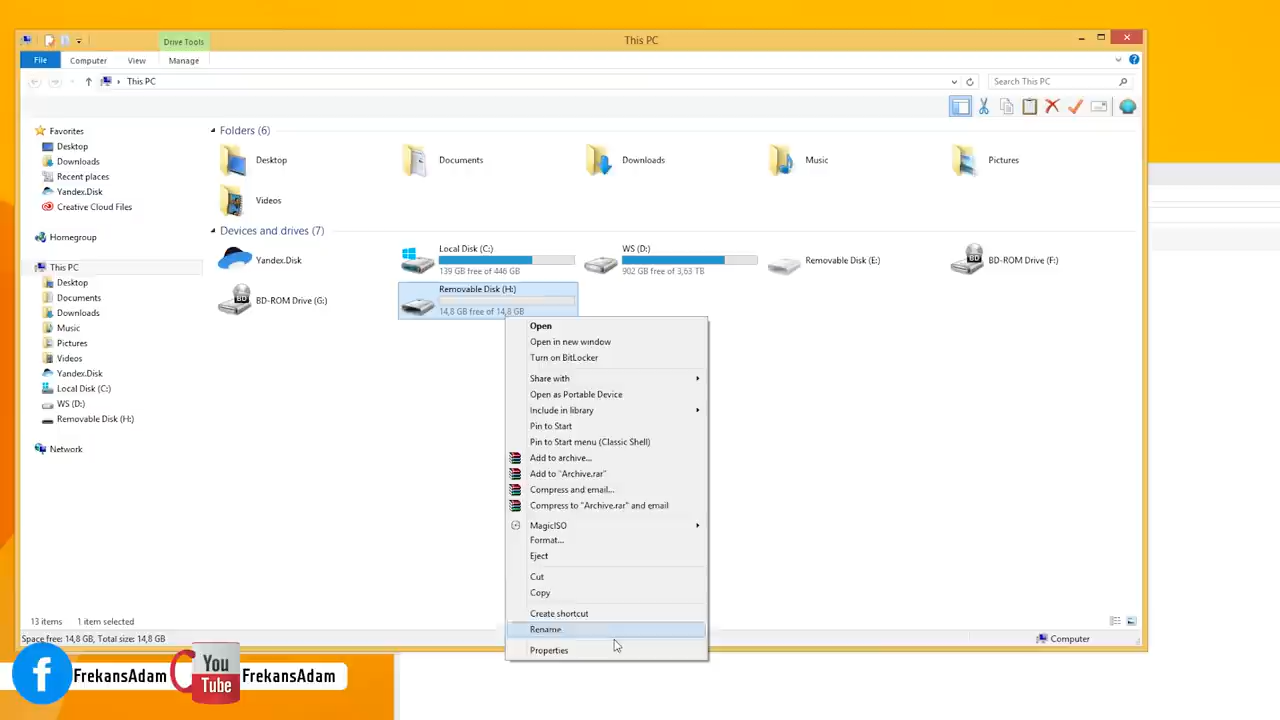 Drive Tools
This PC
File
Computer
View
Manage
This PC
Search This PC
Favorites
Desktop
Downloads
Recent places
Yandex.Disk
Creative Cloud Files
Homegroup
This PC
Desktop
Documents
Downloads
Music
Pictures
Videos
Yandex.Disk
Local Disk (C:)
WS (D:)
Removable Disk (H:)
Network
Folders (6)
Desktop
Documents
Downloads
Music
Pictures
Videos
Devices and drives (7)
Yandex.Disk
Local Disk (C:)
139 GB free of 446 GB
WS (D:)
902 GB free of 3,63 TB
Removable Disk (E:)
BD-ROM Drive (F:)
BD-ROM Drive (G:)
Removable Disk (H:)
14,8 GB free of 14,8 GB
Open
Open in new window
Turn on BitLocker
Share with
Open as Portable Device
Include in library
Pin to Start
Pin to Start menu (Classic Shell)
Add to archive...
Add to "Archive.rar"
Compress and email...
Compress to "Archive.rar" and email
MagicISO
Format...
Eject
Cut
Copy
Create shortcut
Rename
Properties
13 items 1 item selected
Space free: 14,8 GB, Total size: 14,8 GB
Computer
f FrekansAdam
You Tube FrekansAdam